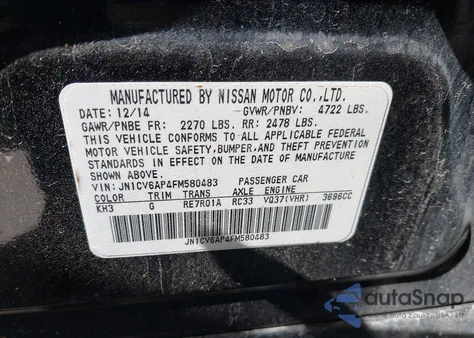 MANUFACTURED BY NISSAN MOTOR CO.,LTD.
DATE: 12/14 GVWR/PNBV: 4722 LBS.
GAWR/PNBE FR: 2270 LBS. RR: 2478 LBS.
THIS VEHICLE CONFORMS TO ALL APPLICABLE FEDERAL
MOTOR VEHICLE SAFETY,BUMPER,AND THEFT PREVENTION
STANDARDS IN EFFECT ON THE DATE OF MANUFACTURE
SHOWN ABOVE.
VIN: JN1CV6AP4FM580483 PASSENGER CAR
COLOR TRIM TRANS AXLE ENGINE
KH3 G RE7R01A RC33 VQ37(VHR) 3696CC
JN1CV6AP4FM580483
autoSnap